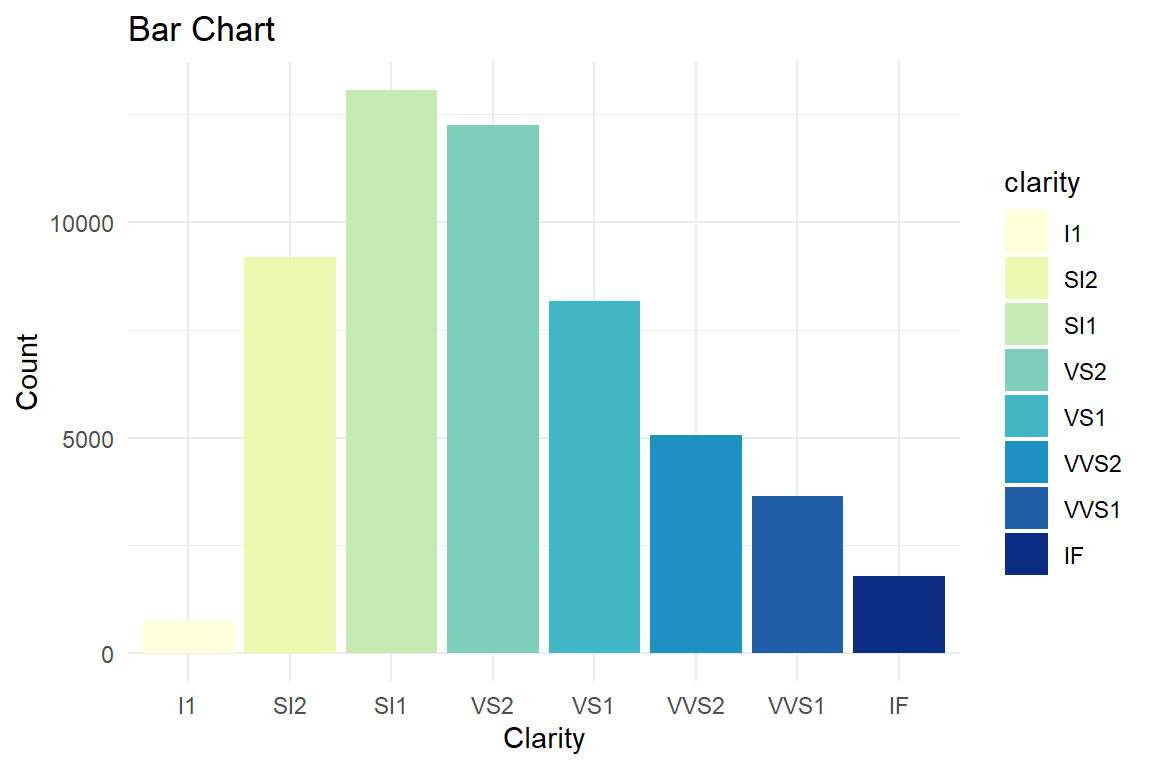 Bar Chart
Count
10000
5000
0
I1 SI2 SI1 VS2 VS1 VVS2 VVS1 IF
Clarity
clarity
I1
SI2
SI1
VS2
VS1
VVS2
VVS1
IF